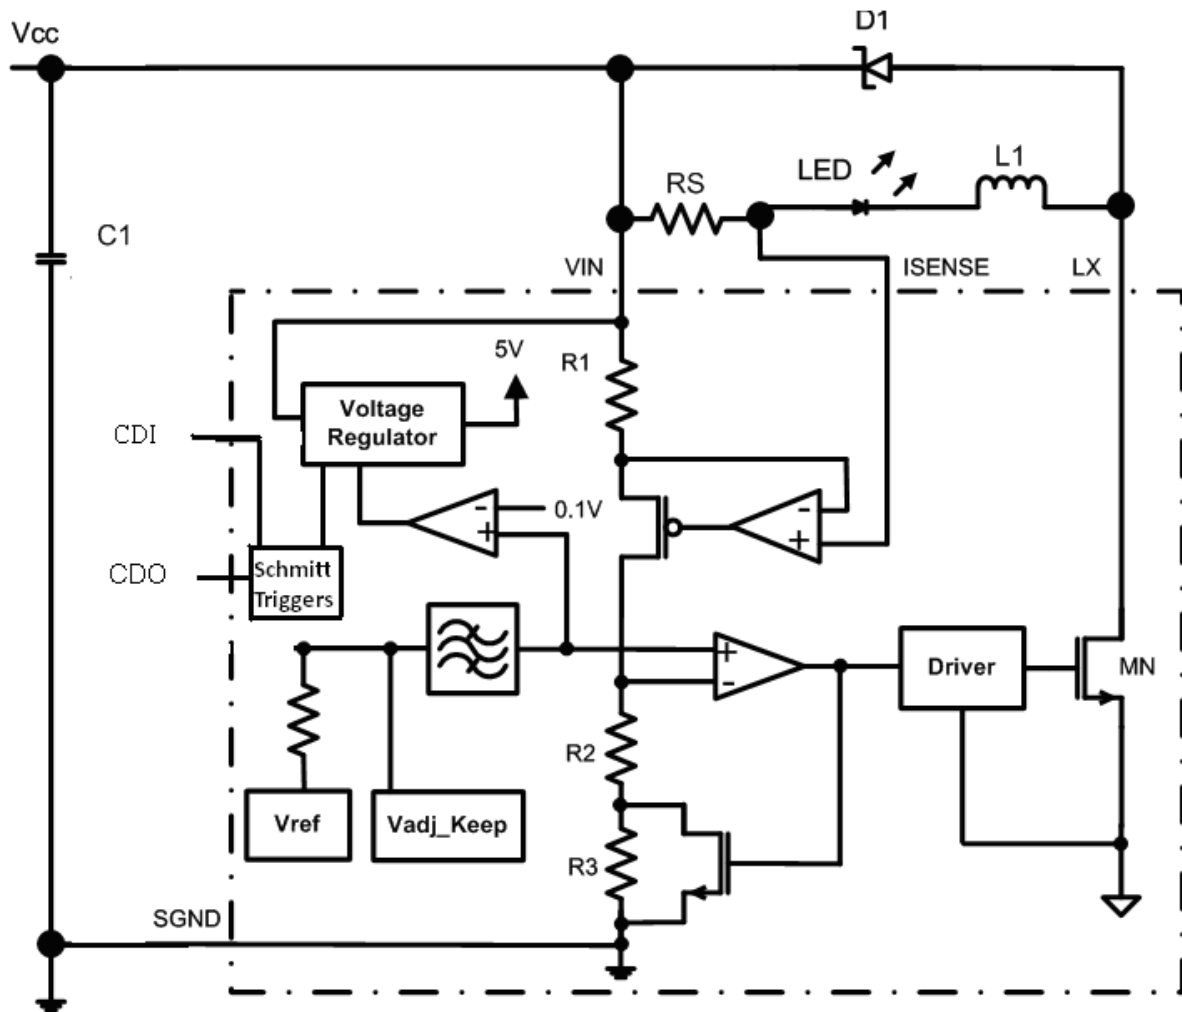 D1
Vcc
LED
L1
RS
C1
VIN
ISENSE
LX
5V
R1
Voltage
Regulator
CDI
-
0.1V
+
-
+
CDO
Schmitt
Triggers
+
-
Driver
MN
R2
Vref
Vadj_Keep
R3
SGND